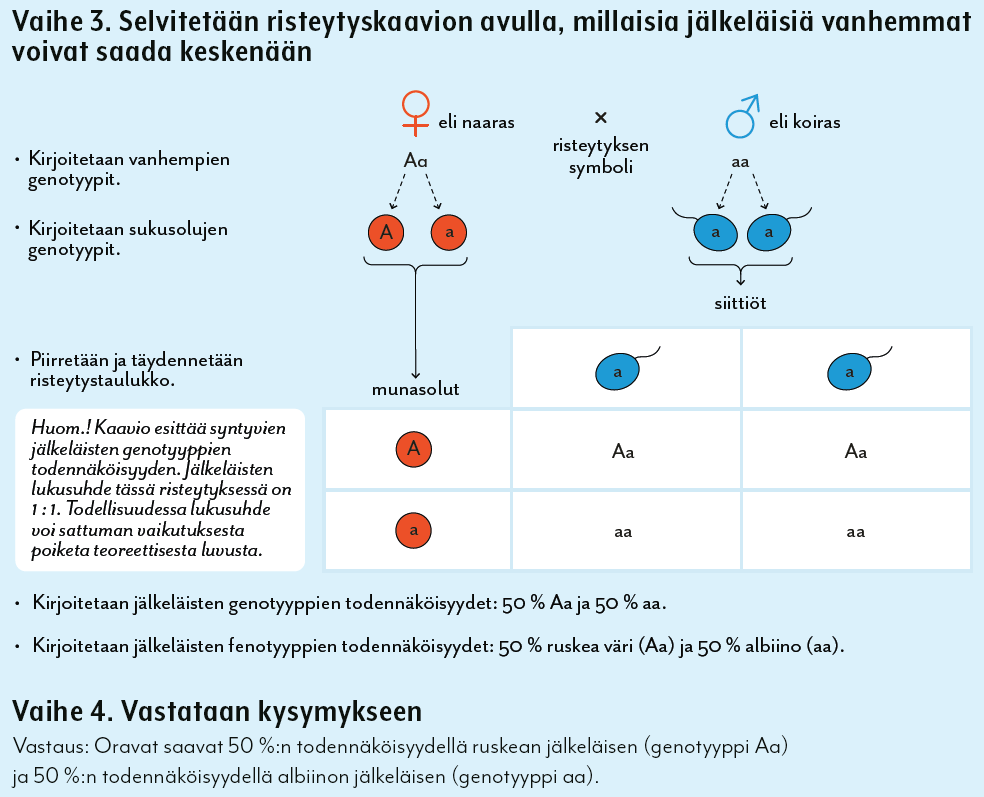 Vaihe 3. Selvitetään risteytyskaavion avulla, millaisia jälkeläisiä vanhemmat
voivat saada keskenään
eli naaras
×
risteytyksen
symboli
eli koiras
• Kirjoitetaan vanhempien
genotyypit.
Aa
aa
• Kirjoitetaan sukusolujen
genotyypit.
A
a
a
a
siittiöt
• Piirretään ja täydennetään
risteytystaulukko.
munasolut
a
a
Huom.! Kaavio esittää syntyvien
jälkeläisten genotyyppien
todennäköisyyden. Jälkeläisten
lukusuhde tässä risteytyksessä on
1 : 1. Todellisuudessa lukusuhde
voi sattuman vaikutuksesta
poiketa teoreettisesta luvusta.
A
Aa
Aa
a
aa
aa
• Kirjoitetaan jälkeläisten genotyyppien todennäköisyydet: 50 % Aa ja 50 % aa.
• Kirjoitetaan jälkeläisten fenotyyppien todennäköisyydet: 50 % ruskea väri (Aa) ja 50 % albiino (aa).
Vaihe 4. Vastataan kysymykseen
Vastaus: Oravat saavat 50 %:n todennäköisyydellä ruskean jälkeläisen (genotyyppi Aa)
ja 50 %:n todennäköisyydellä albiinon jälkeläisen (genotyyppi aa).